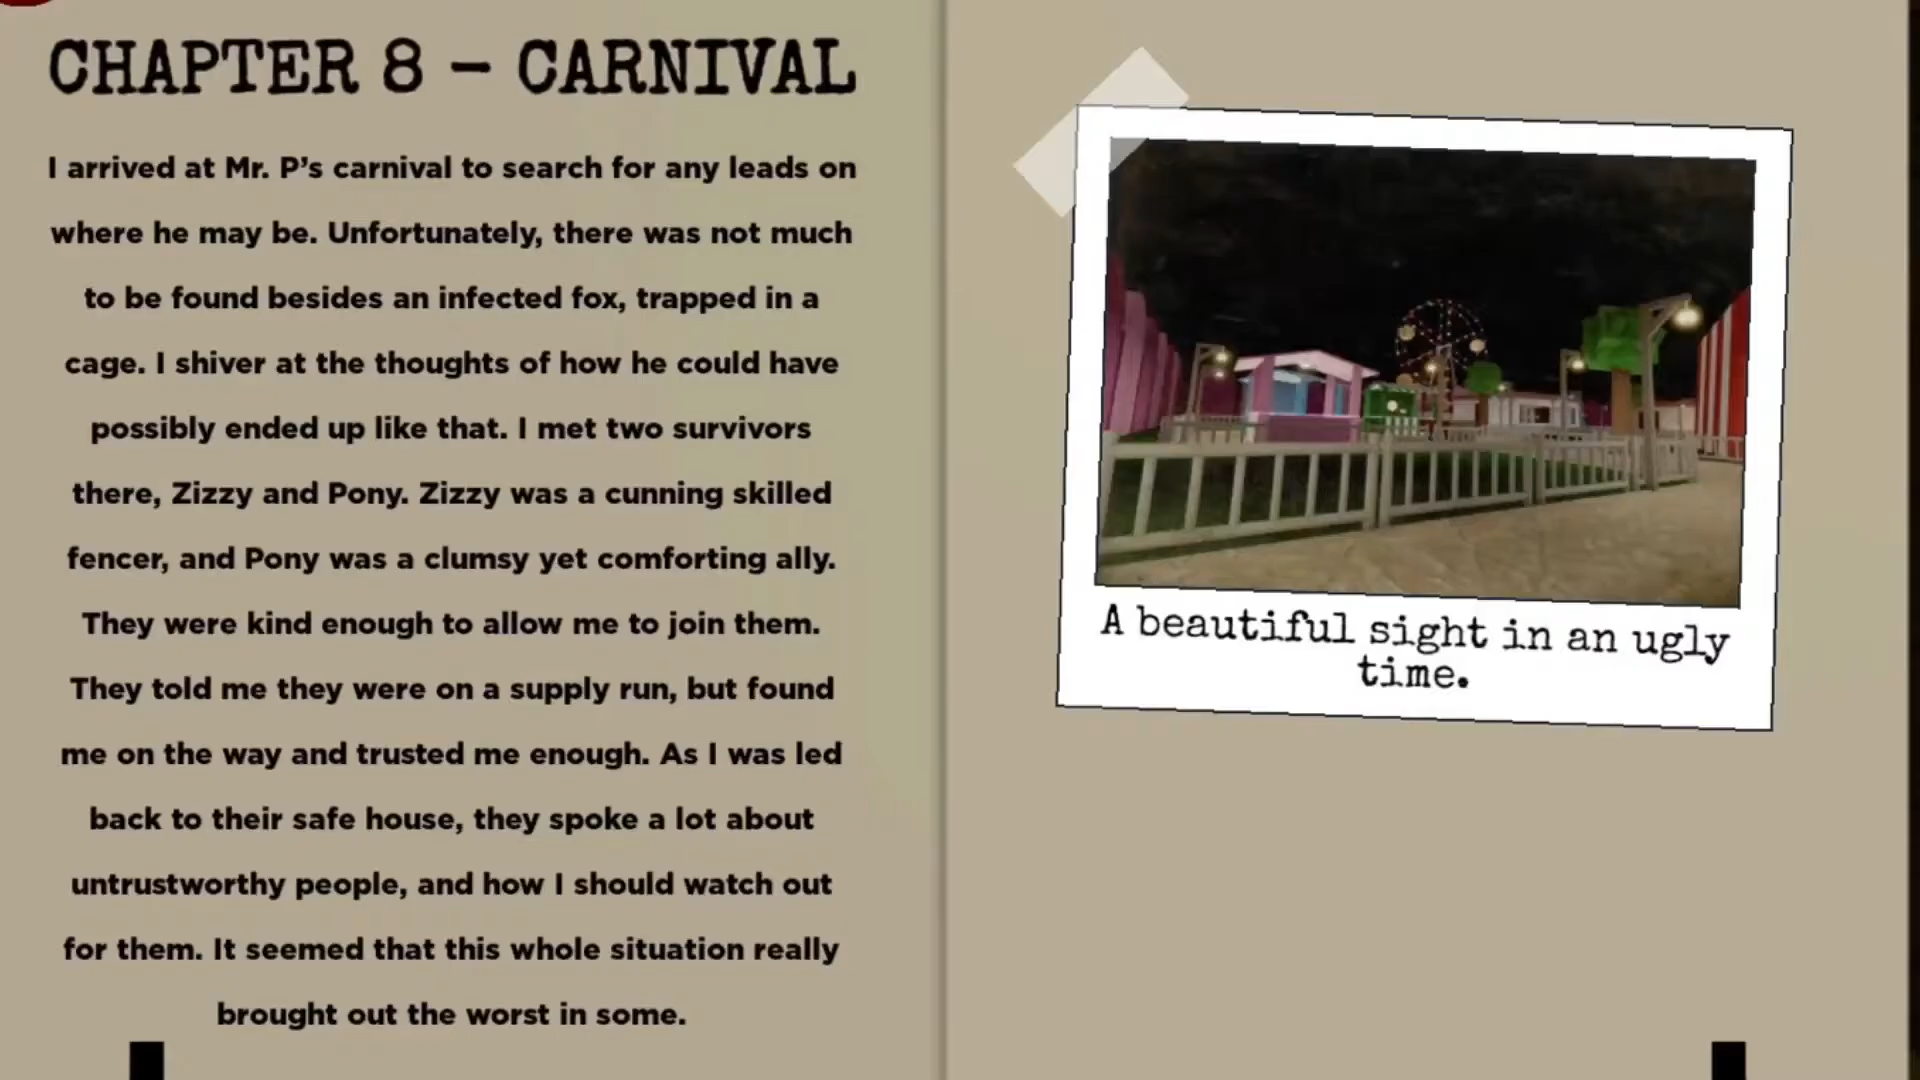 CHAPTER 8 - CARNIVAL
I arrived at Mr. P’s carnival to search for any leads on
where he may be. Unfortunately, there was not much
to be found besides an infected fox, trapped in a
cage. I shiver at the thoughts of how he could have
possibly ended up like that. I met two survivors
there, Zizzy and Pony. Zizzy was a cunning skilled
fencer, and Pony was a clumsy yet comforting ally.
They were kind enough to allow me to join them.
They told me they were on a supply run, but found
me on the way and trusted me enough. As I was led
back to their safe house, they spoke a lot about
untrustworthy people, and how I should watch out
for them. It seemed that this whole situation really
brought out the worst in some.
A beautiful sight in an ugly
time.